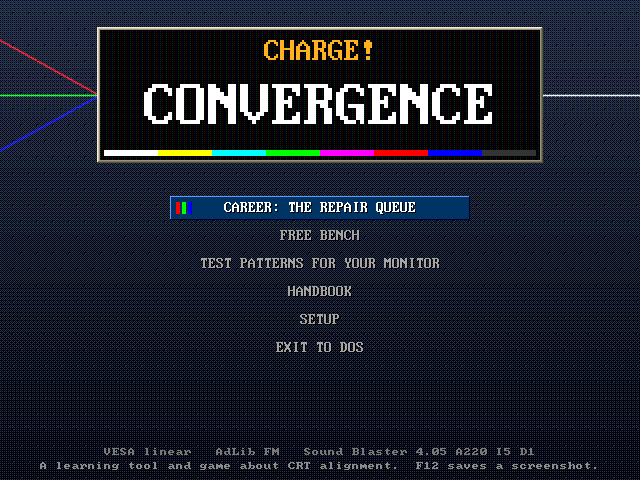 CHARGE!
CONVERGENCE
CAREER: THE REPAIR QUEUE
FREE BENCH
TEST PATTERNS FOR YOUR MONITOR
HANDBOOK
SETUP
EXIT TO DOS
VESA linear   AdLib FM   Sound Blaster 4.05 A220 I5 D1
A learning tool and game about CRT alignment.  F12 saves a screenshot.